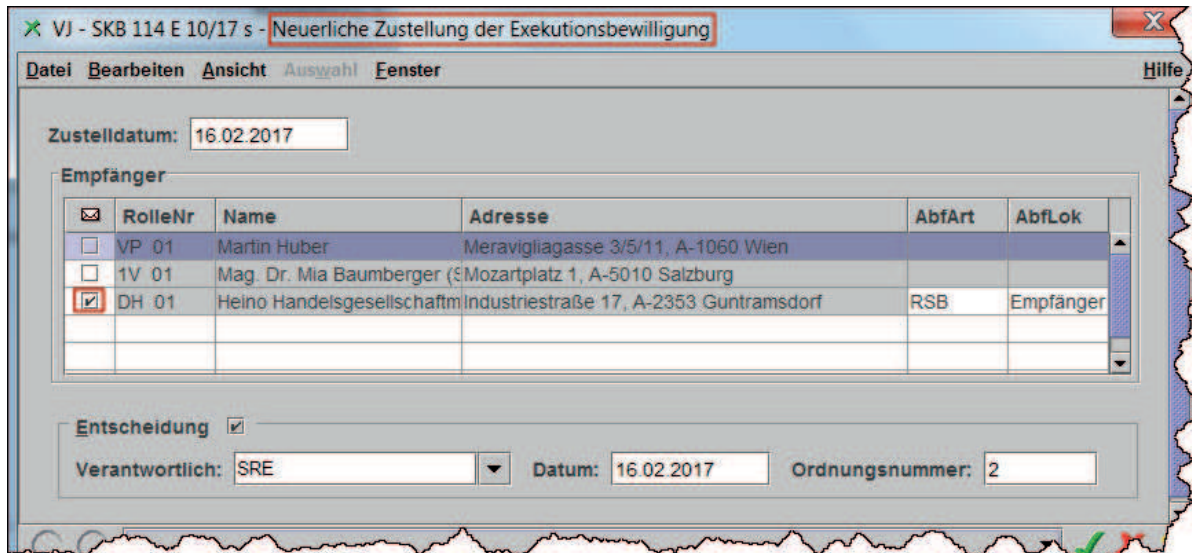 VJ - SKB 114 E 10/17 s - Neuerliche Zustellung der Exekutionsbewilligung
Datei Bearbeiten Ansicht Auswahl Fenster Hilfe
Zustelldatum: 16.02.2017
Empfänger
RolleNr Name Adresse AbfArt AbfLok
VP 01 Martin Huber Meravigliagasse 3/5/11, A-1060 Wien
1V 01 Mag. Dr. Mia Baumberger (S Mozartplatz 1, A-5010 Salzburg
DH 01 Heino Handelsgesellschaftm Industriestraße 17, A-2353 Guntramsdorf RSB Empfänger
Entscheidung
Verantwortlich: SRE Datum: 16.02.2017 Ordnungsnummer: 2